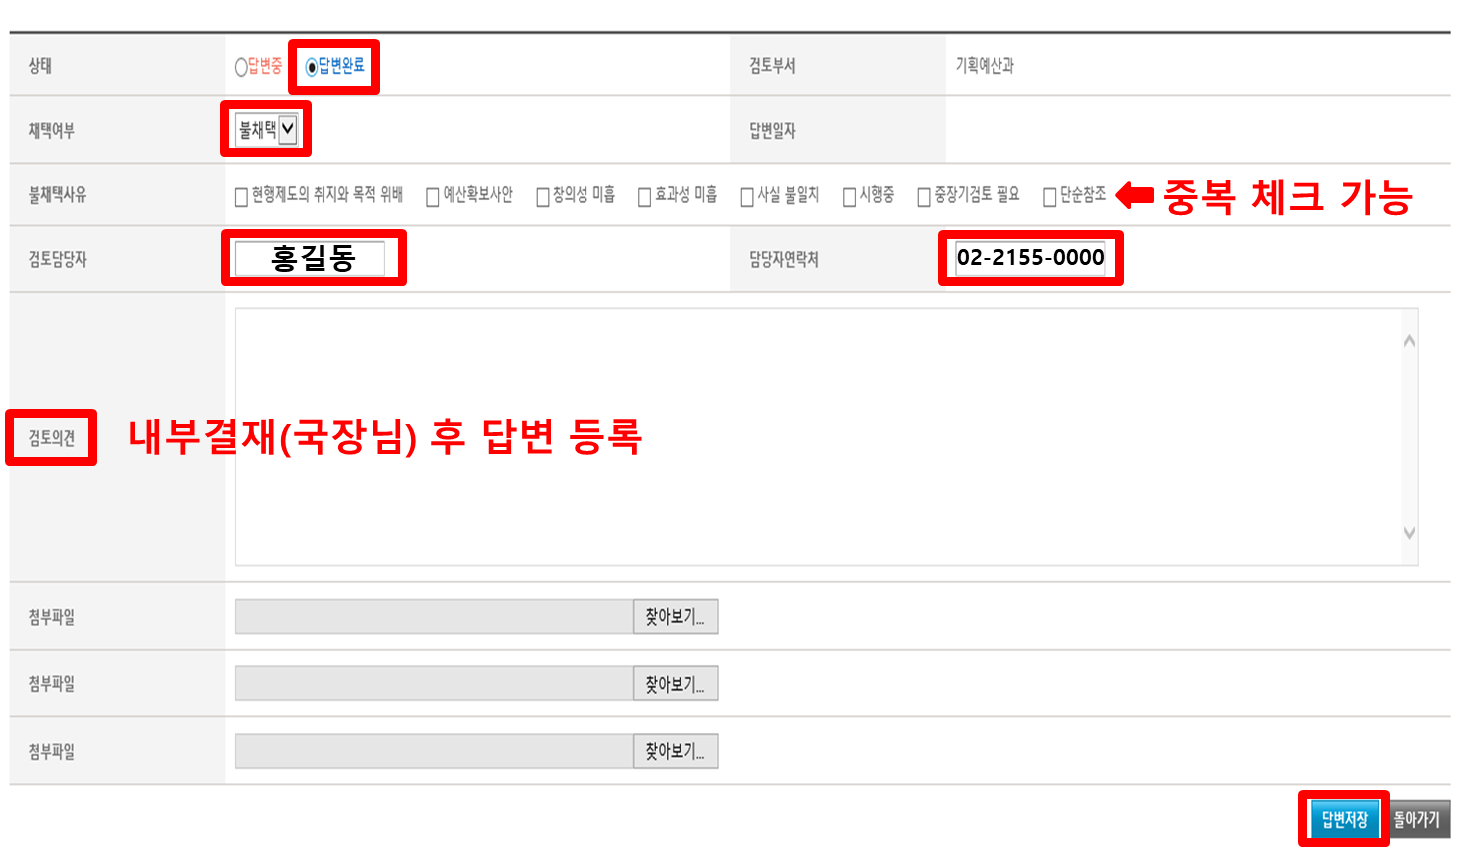 상태 답변중 답변완료 검토부서 기획예산과
채택여부 불채택 답변일자
불채택사유 현행제도의 취지와 목적 위배 예산확보사안 창의성 미흡 효과성 미흡 사실 불일치 시행중 중장기검토 필요 단순참조 중복 체크 가능
검토담당자 홍길동 담당자연락처 02-2155-0000
검토의견 내부결재(국장님) 후 답변 등록
첨부파일 찾아보기...
첨부파일 찾아보기...
첨부파일 찾아보기...
답변저장 돌아가기